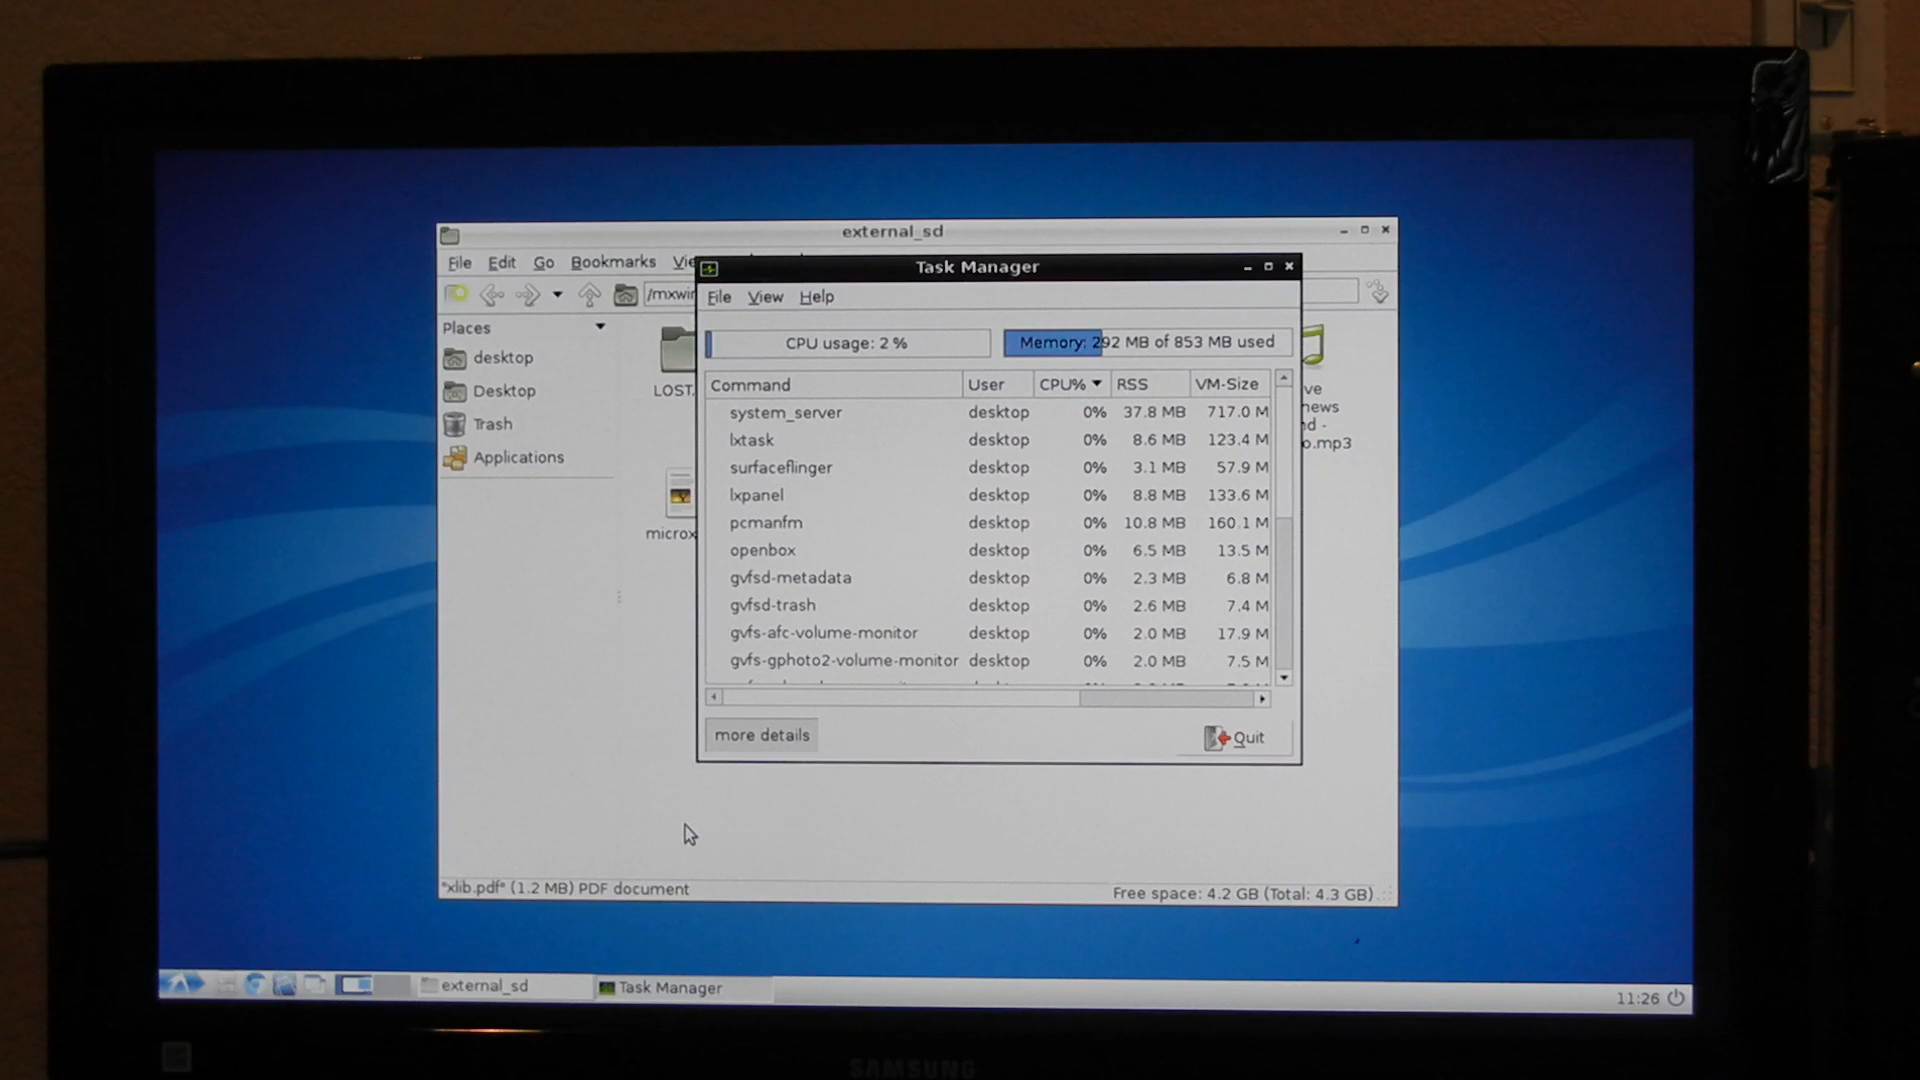 external_sd
File Edit Go Bookmarks
/mxwin
Places
desktop
Desktop
Trash
Applications
LOST.
microx
ve
news
nd -
o.mp3
Task Manager
File View Help
CPU usage: 2 %
Memory: 292 MB of 853 MB used
Command User CPU% RSS VM-Size
system_server desktop 0% 37.8 MB 717.0 M
lxtask desktop 0% 8.6 MB 123.4 M
surfaceflinger desktop 0% 3.1 MB 57.9 M
lxpanel desktop 0% 8.8 MB 133.6 M
pcmanfm desktop 0% 10.8 MB 160.1 M
openbox desktop 0% 6.5 MB 13.5 M
gvfsd-metadata desktop 0% 2.3 MB 6.8 M
gvfsd-trash desktop 0% 2.6 MB 7.4 M
gvfs-afc-volume-monitor desktop 0% 2.0 MB 17.9 M
gvfs-gphoto2-volume-monitor desktop 0% 2.0 MB 7.5 M
more details
Quit
"xlib.pdf" (1.2 MB) PDF document
Free space: 4.2 GB (Total: 4.3 GB)
external_sd
Task Manager
11:26
SAMSUNG